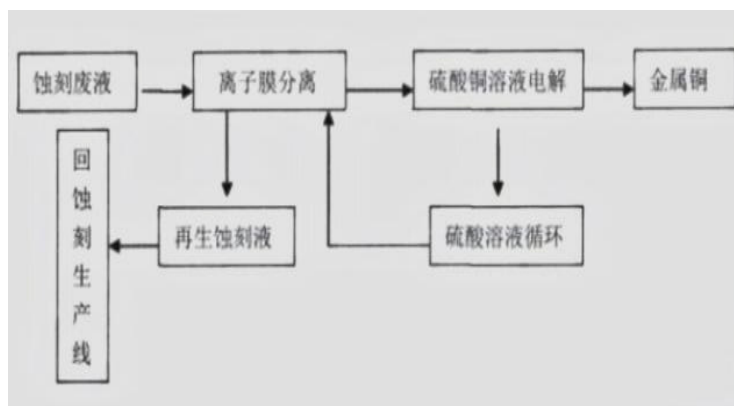 蚀刻废液
离子膜分离
硫酸铜溶液电解
金属铜
回蚀刻生产线
再生蚀刻液
硫酸溶液循环